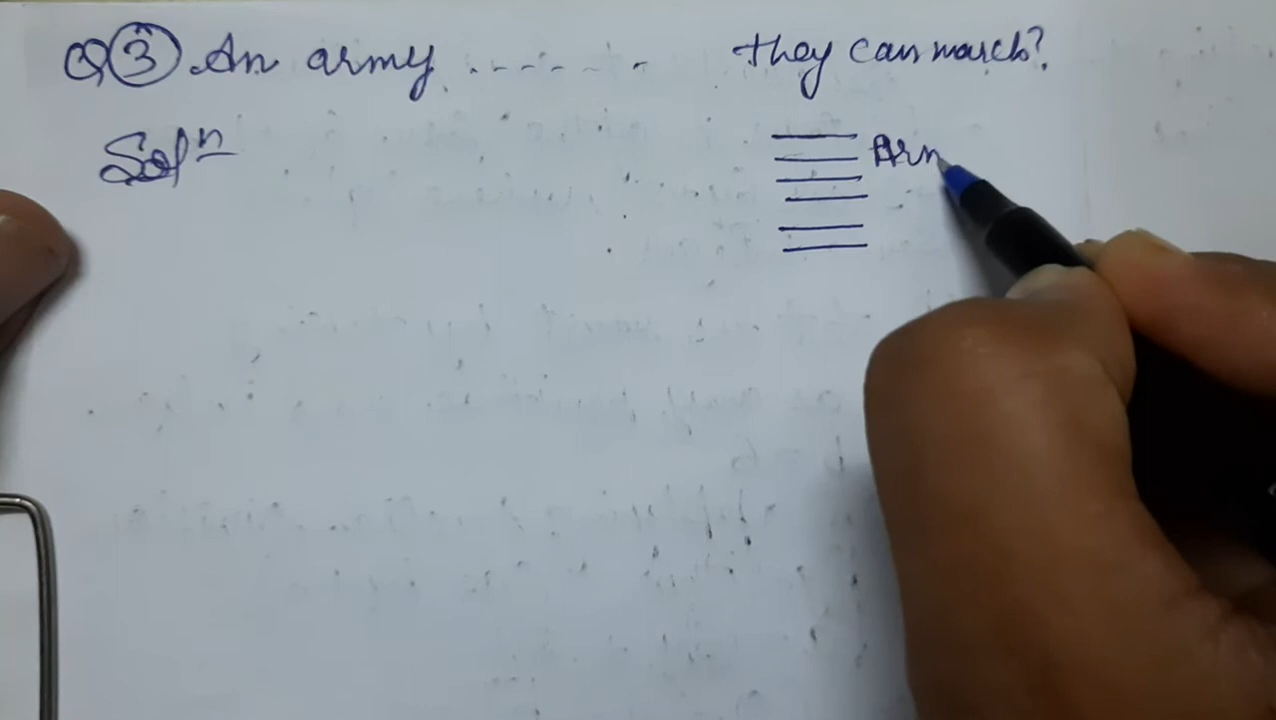 Q③ An army ------- they can march?
Solⁿ
Arm